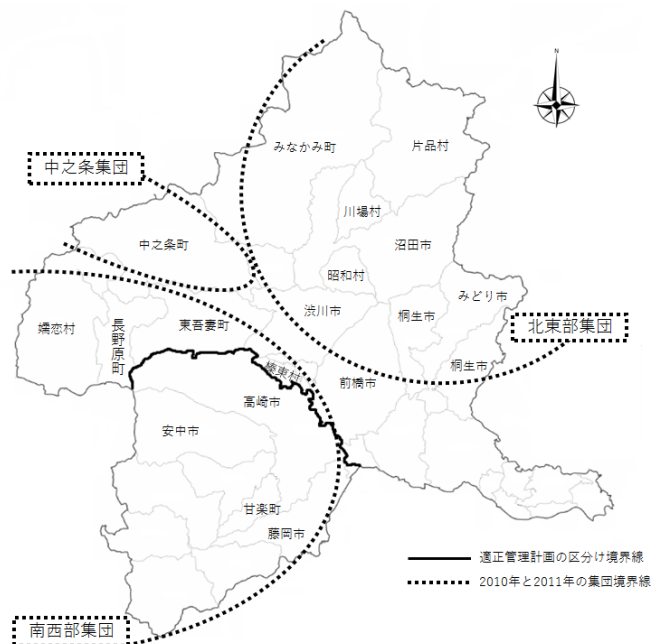 N
みなかみ町
片品村
中之条集団
川場村
中之条町
沼田市
昭和村
みどり市
嬬恋村
長野原町
東吾妻町
渋川市
桐生市
北東部集団
桐生市
榛東村
前橋市
高崎市
安中市
甘楽町
藤岡市
適正管理計画の区分け境界線
2010年と2011年の集団境界線
南西部集団